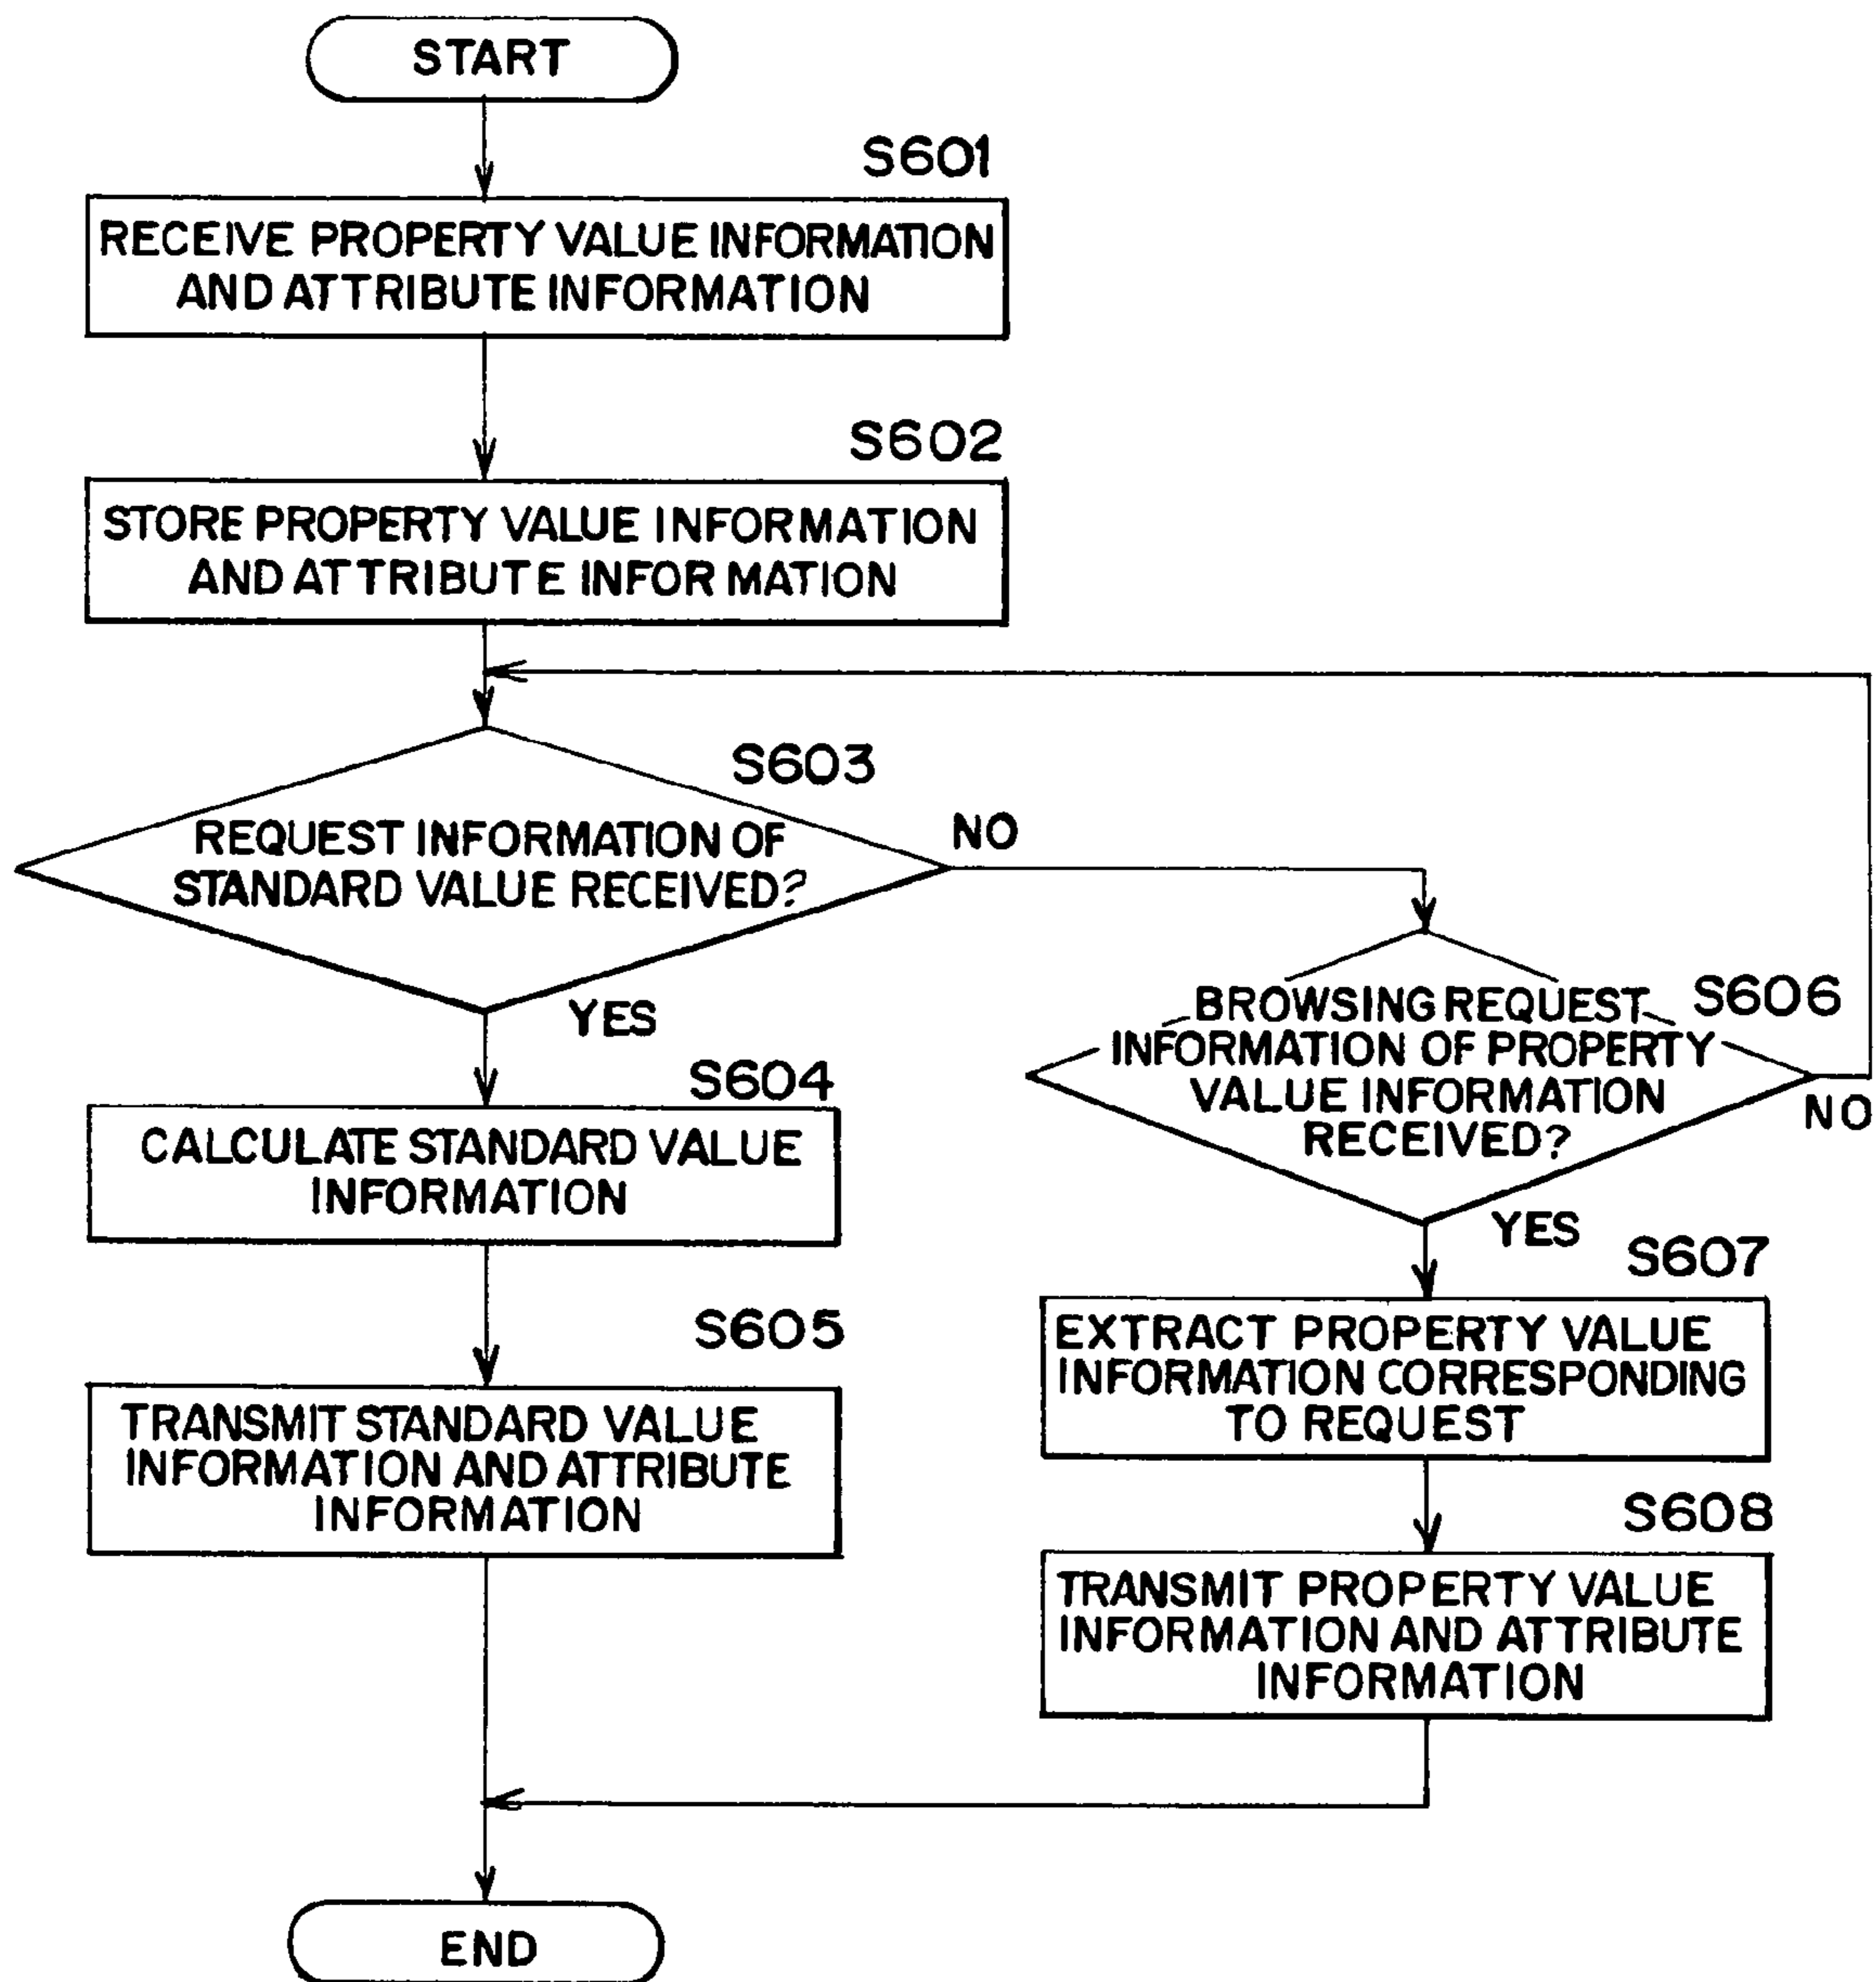 START
S601
RECEIVE PROPERTY VALUE INFORMATION
AND ATTRIBUTE INFORMATION
S602
STORE PROPERTY VALUE INFORMATION
AND ATTRIBUTE INFORMATION
S603
REQUEST INFORMATION OF
STANDARD VALUE RECEIVED?
NO
YES
S604
CALCULATE STANDARD VALUE
INFORMATION
S605
TRANSMIT STANDARD VALUE
INFORMATION AND ATTRIBUTE
INFORMATION
S606
BROWSING REQUEST
INFORMATION OF PROPERTY
VALUE INFORMATION
RECEIVED?
NO
YES
S607
EXTRACT PROPERTY VALUE
INFORMATION CORRESPONDING
TO REQUEST
S608
TRANSMIT PROPERTY VALUE
INFORMATION AND ATTRIBUTE
INFORMATION
END